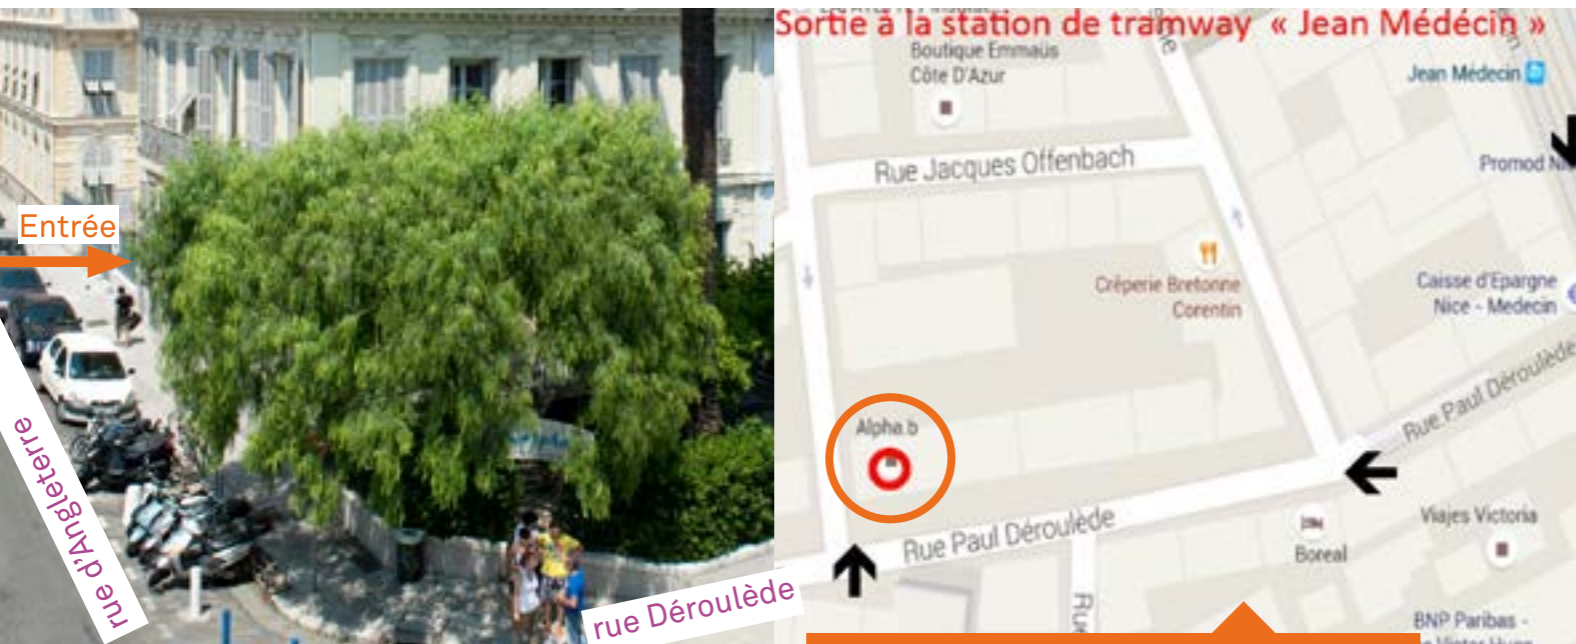 Entrée
rue d'Angleterre
rue Déroulède
Sortie à la station de tramway « Jean Médécin »
Boutique Emmaüs
Côte D'Azur
Jean Médecin
Promod
Rue Jacques Offenbach
Crêperie Bretonne
Corentin
Caisse d'Epargne
Nice - Medecin
Rue Paul Déroulède
Alpha.b
Rue Paul Déroulède
Viajes Victoria
Boreal
Rue
BNP Paribas -